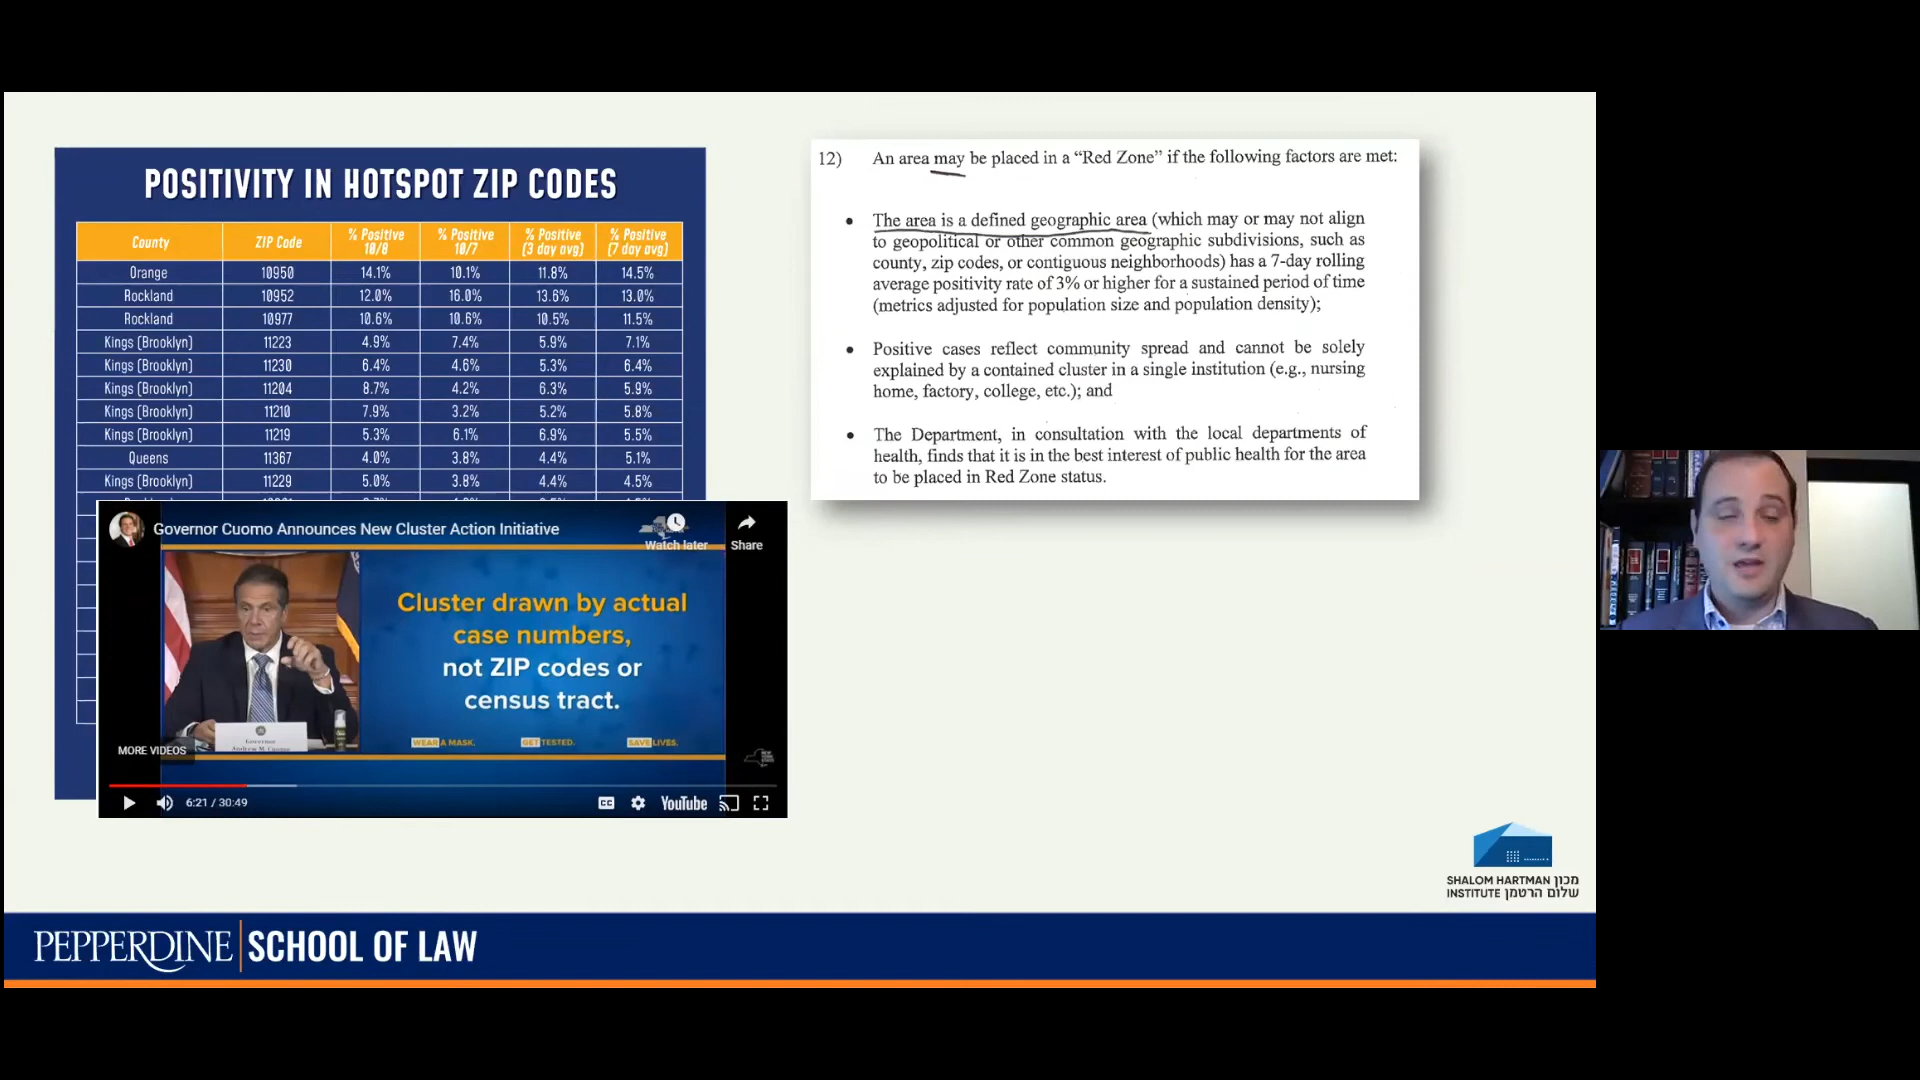 POSITIVITY IN HOTSPOT ZIP CODES
County ZIP Code % Positive 10/8 % Positive 10/7 % Positive (3 day avg) % Positive (7 day avg)
Orange 10950 14.1% 10.1% 11.8% 14.5%
Rockland 10952 12.0% 16.0% 13.6% 13.0%
Rockland 10977 10.6% 10.6% 10.5% 11.5%
Kings (Brooklyn) 11223 4.9% 7.4% 5.9% 7.1%
Kings (Brooklyn) 11230 6.4% 4.6% 5.3% 6.4%
Kings (Brooklyn) 11204 8.7% 4.2% 6.3% 5.9%
Kings (Brooklyn) 11210 7.9% 3.2% 5.2% 5.8%
Kings (Brooklyn) 11219 5.3% 6.1% 6.9% 5.5%
Queens 11367 4.0% 3.8% 4.4% 5.1%
Kings (Brooklyn) 11229 5.0% 3.8% 4.4% 4.5%
Governor Cuomo Announces New Cluster Action Initiative
Watch later
Share
Cluster drawn by actual
case numbers,
not ZIP codes or
census tract.
WEAR A MASK. GET TESTED. SAVE LIVES.
Governor
Andrew M. Cuomo
MORE VIDEOS
6:21 / 30:49
CC
YouTube
12) An area may be placed in a “Red Zone” if the following factors are met:
• The area is a defined geographic area (which may or may not align
to geopolitical or other common geographic subdivisions, such as
county, zip codes, or contiguous neighborhoods) has a 7-day rolling
average positivity rate of 3% or higher for a sustained period of time
(metrics adjusted for population size and population density);
• Positive cases reflect community spread and cannot be solely
explained by a contained cluster in a single institution (e.g., nursing
home, factory, college, etc.); and
• The Department, in consultation with the local departments of
health, finds that it is in the best interest of public health for the area
to be placed in Red Zone status.
SHALOM HARTMAN מכון
INSTITUTE שלום הרטמן
PEPPERDINE | SCHOOL OF LAW